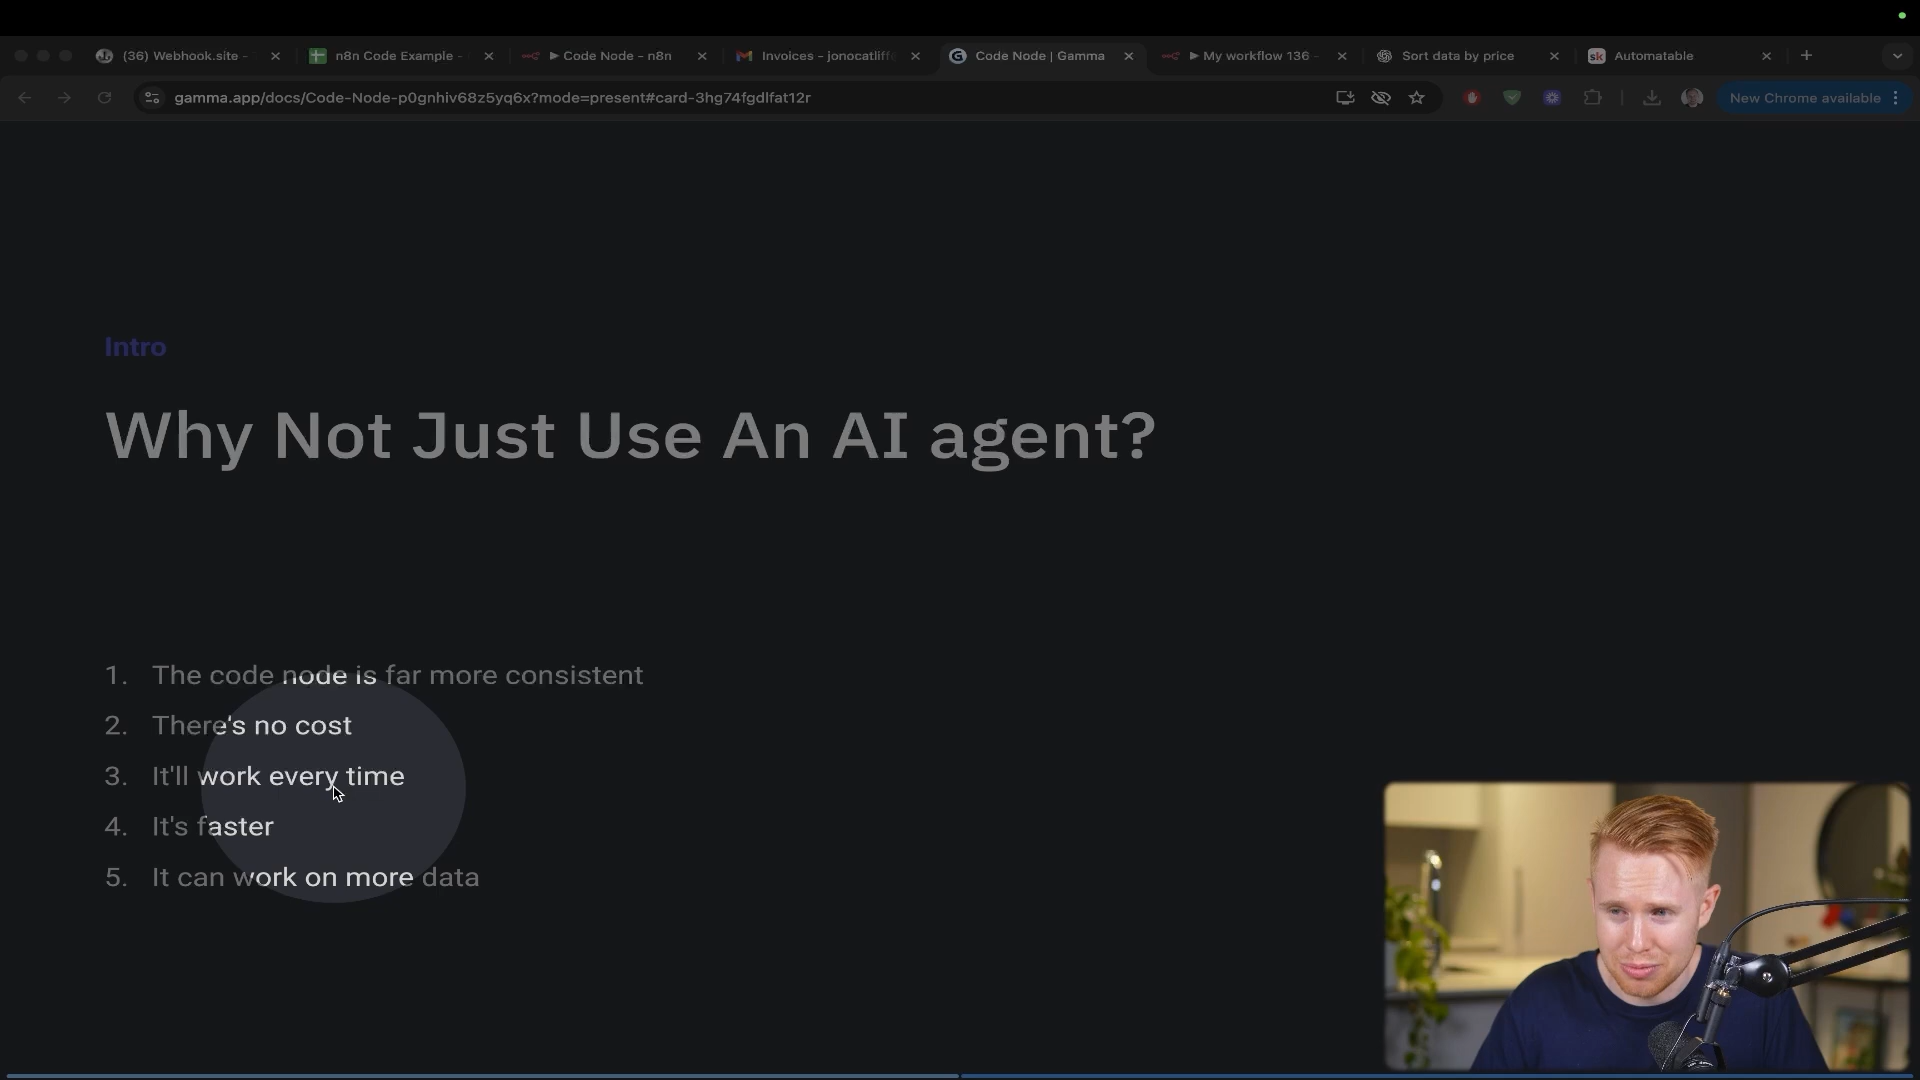 (36) Webhook.site -
n8n Code Example -
▶ Code Node - n8n
Invoices - jonocatliff
Code Node | Gamma
▶ My workflow 136 -
Sort data by price
sk
Automatable
gamma.app/docs/Code-Node-p0gnhiv68z5yq6x?mode=present#card-3hg74fgdlfat12r
New Chrome available
Intro
Why Not Just Use An AI agent?
1. The code node is far more consistent
2. There's no cost
3. It'll work every time
4. It's faster
5. It can work on more data